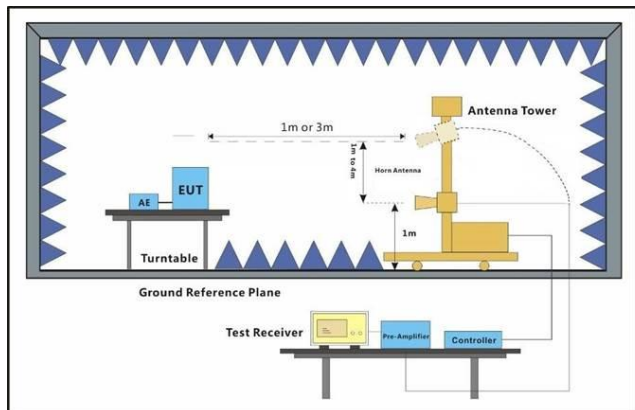 Antenna Tower
1m or 3m
1m to 4m
Horn Antenna
EUT
AE
1m
Turntable
Ground Reference Plane
Test Receiver
Pre-Amplifier
Controller